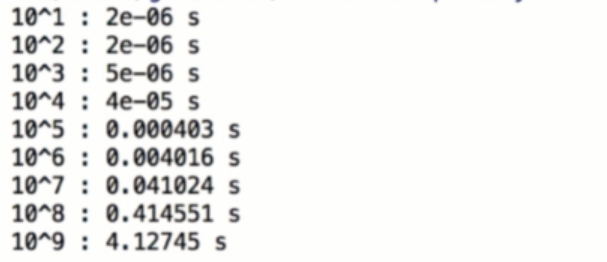 10^1 : 2e-06 s
10^2 : 2e-06 s
10^3 : 5e-06 s
10^4 : 4e-05 s
10^5 : 0.000403 s
10^6 : 0.004016 s
10^7 : 0.041024 s
10^8 : 0.414551 s
10^9 : 4.12745 s